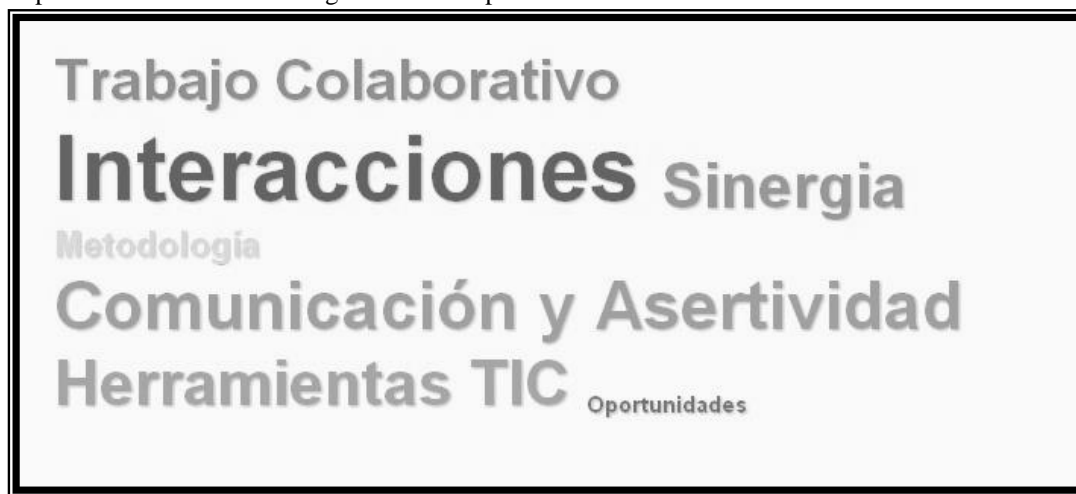 Trabajo Colaborativo
Interacciones Sinergia
Metodología
Comunicación y Asertividad
Herramientas TIC Oportunidades